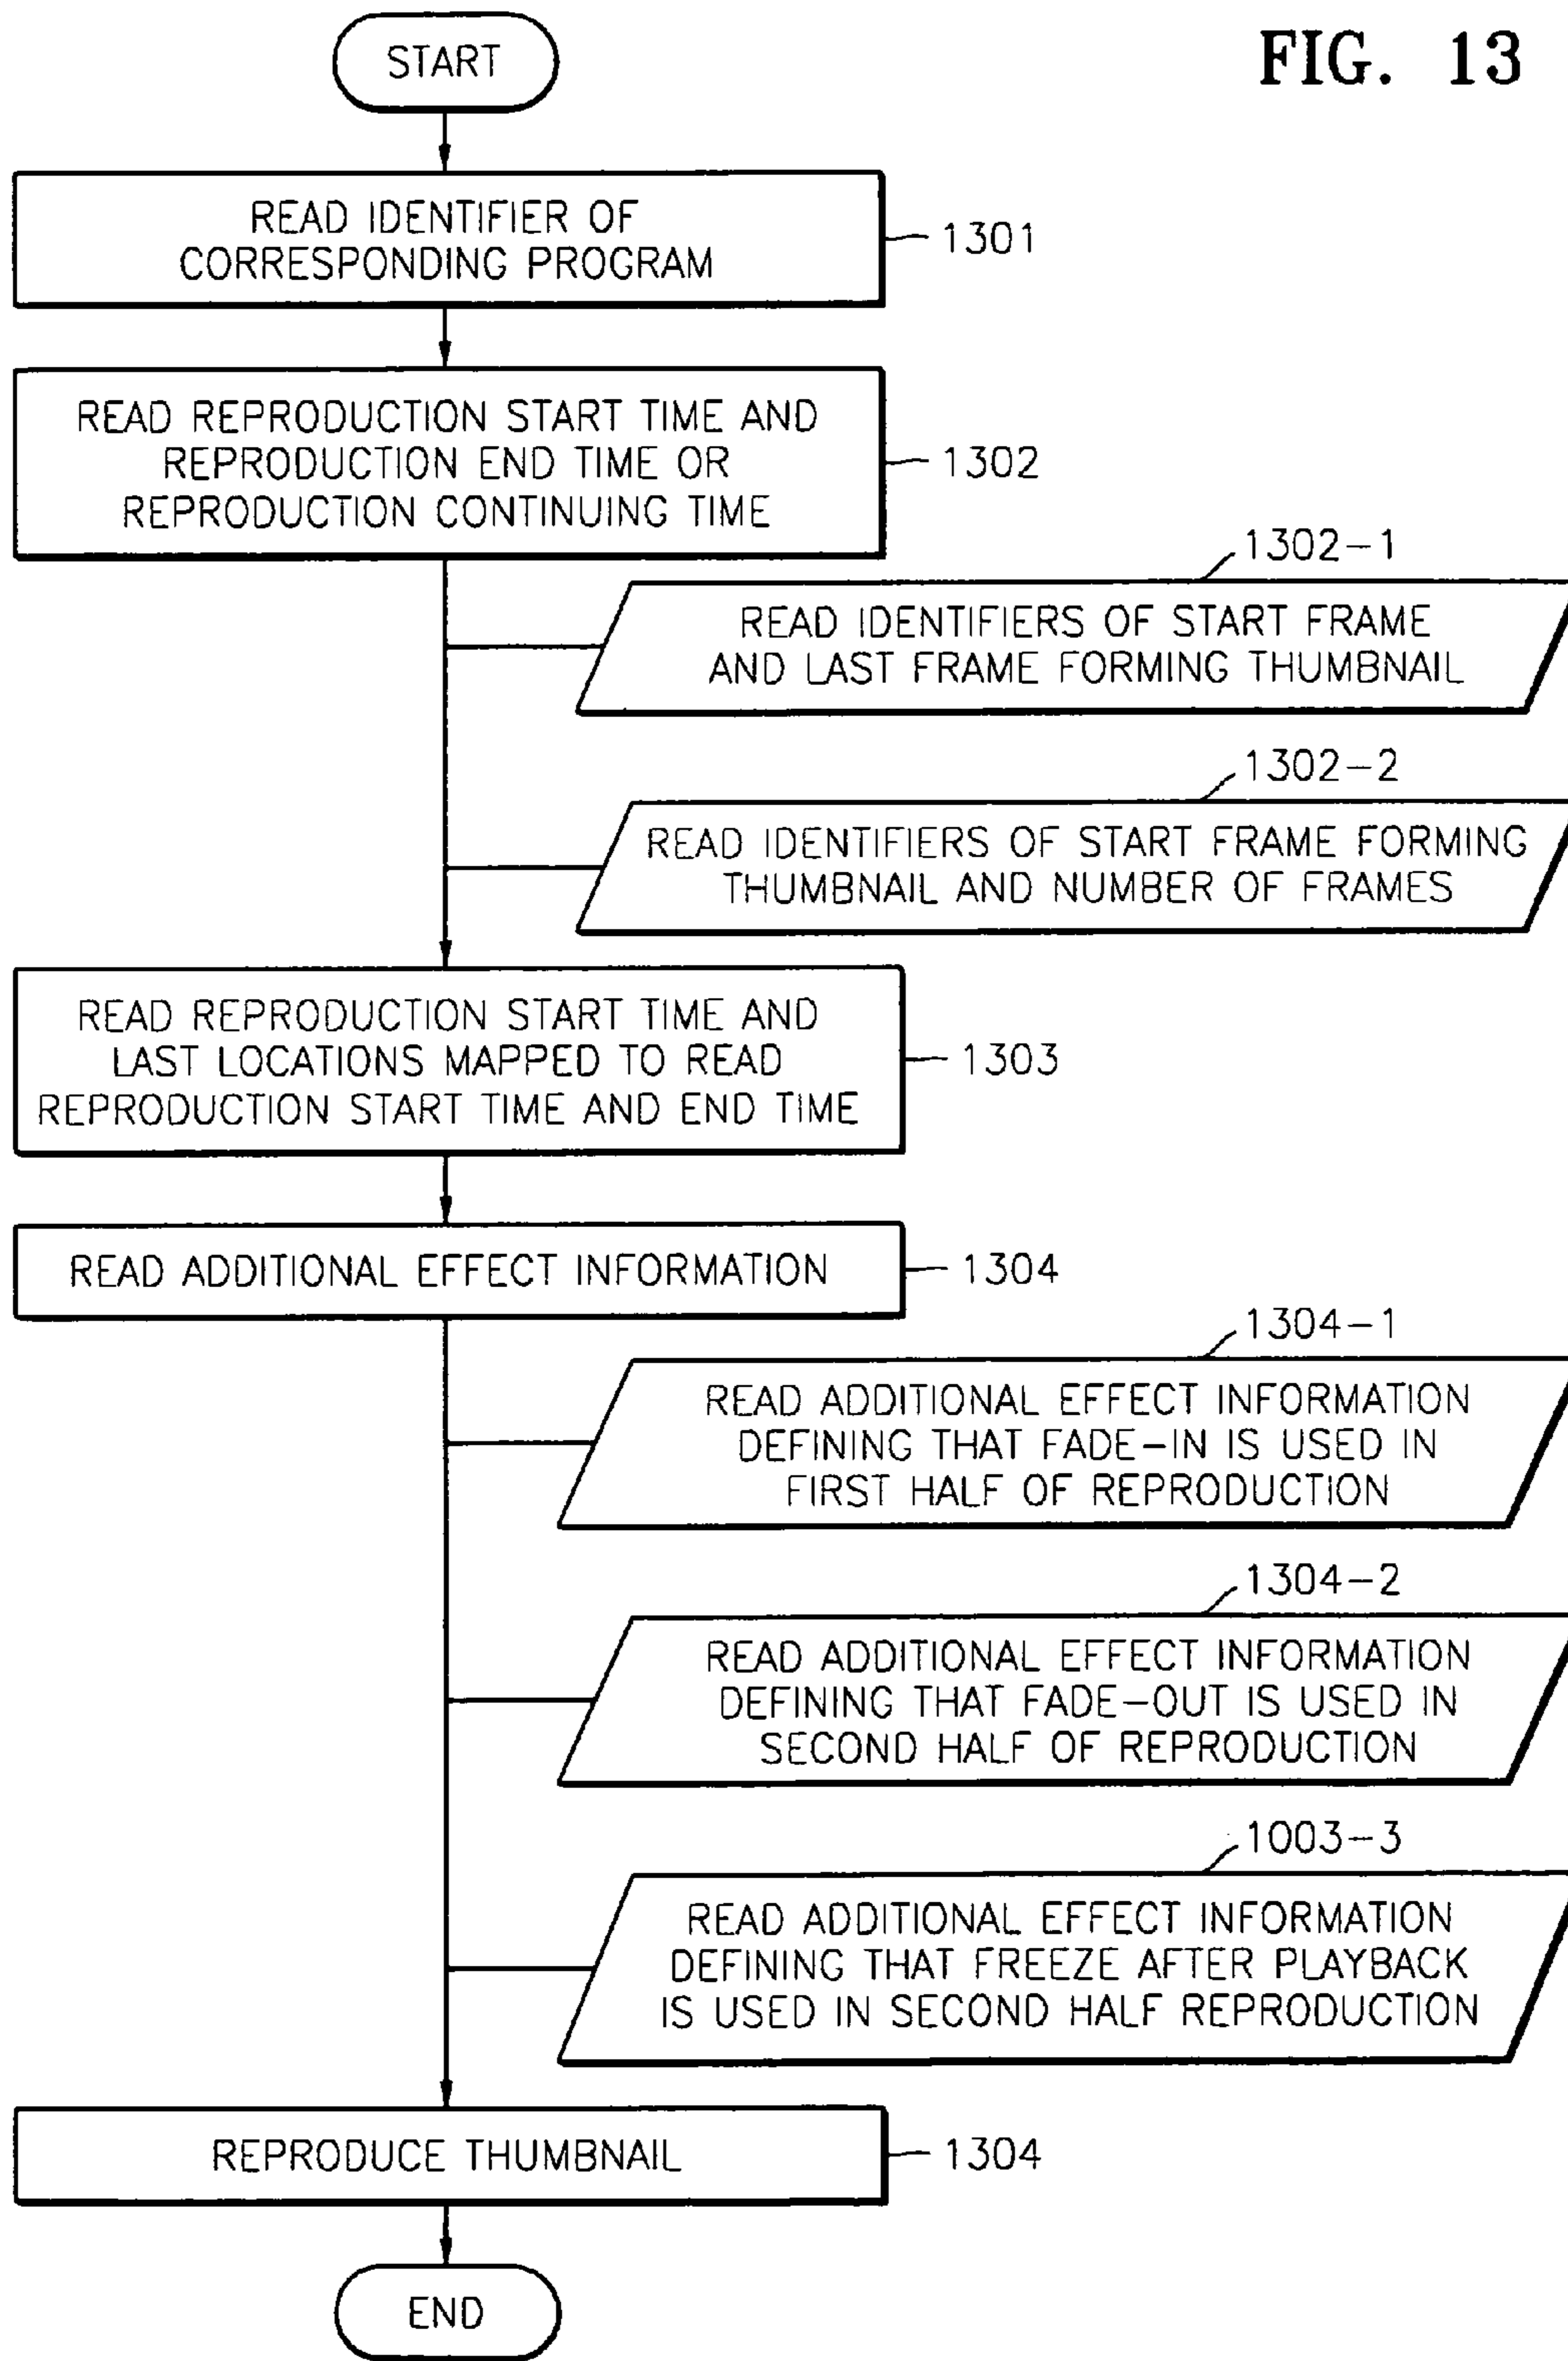 FIG. 13
START
READ IDENTIFIER OF
CORRESPONDING PROGRAM
1301
READ REPRODUCTION START TIME AND
REPRODUCTION END TIME OR
REPRODUCTION CONTINUING TIME
1302
1302-1
READ IDENTIFIERS OF START FRAME
AND LAST FRAME FORMING THUMBNAIL
1302-2
READ IDENTIFIERS OF START FRAME FORMING
THUMBNAIL AND NUMBER OF FRAMES
READ REPRODUCTION START TIME AND
LAST LOCATIONS MAPPED TO READ
REPRODUCTION START TIME AND END TIME
1303
READ ADDITIONAL EFFECT INFORMATION
1304
1304-1
READ ADDITIONAL EFFECT INFORMATION
DEFINING THAT FADE-IN IS USED IN
FIRST HALF OF REPRODUCTION
1304-2
READ ADDITIONAL EFFECT INFORMATION
DEFINING THAT FADE-OUT IS USED IN
SECOND HALF OF REPRODUCTION
1003-3
READ ADDITIONAL EFFECT INFORMATION
DEFINING THAT FREEZE AFTER PLAYBACK
IS USED IN SECOND HALF REPRODUCTION
REPRODUCE THUMBNAIL
1304
END